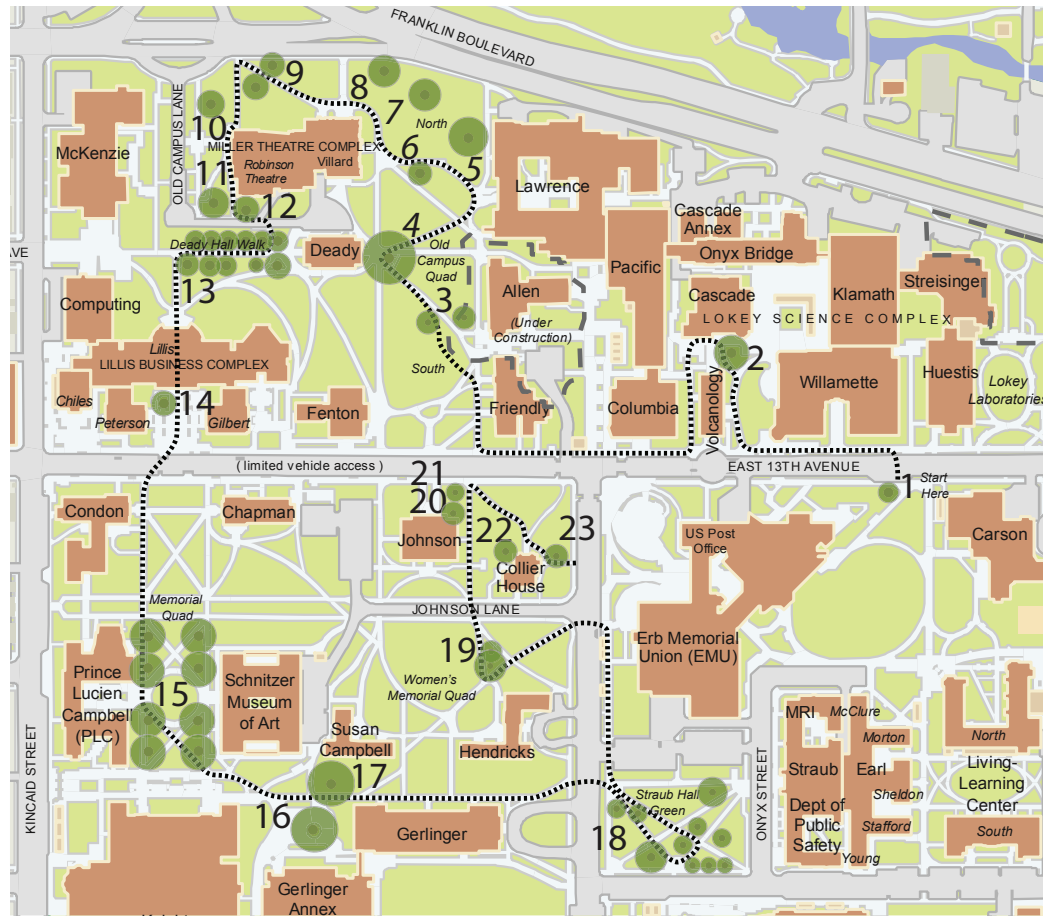 FRANKLIN BOULEVARD
OLD CAMPUS LANE
McKenzie
9
8
7
North
10
MILLER THEATRE COMPLEX
Robinson
Theatre
Villard
6
5
Lawrence
11
12
4
Cascade
Annex
Onyx Bridge
AVE
Deady Hall Walk
Deady
Old
Campus
Quad
Pacific
Klamath
Streisinger
13
Computing
3
Allen
(Under
Construction)
Cascade
LOKEY SCIENCE COMPLEX
Lillis
LILLIS BUSINESS COMPLEX
South
2
Willamette
Huestis
Lokey
Laboratories
Chiles
Peterson
14
Gilbert
Fenton
Friendly
Columbia
Volcanology
(limited vehicle access)
EAST 13TH AVENUE
1
Start
Here
21
20
Condon
Chapman
Johnson
22
23
Collier
House
US Post
Office
Carson
JOHNSON LANE
Memorial
Quad
Erb Memorial
Union (EMU)
19
Women's
Memorial Quad
Prince
Lucien
Campbell
(PLC)
15
Schnitzer
Museum
of Art
Susan
Campbell
Hendricks
MRI
McClure
Morton
North
KINCAID STREET
17
16
Gerlinger
18
Straub Hall
Green
ONYX STREET
Straub
Dept of
Public
Safety
Earl
Sheldon
Stafford
Young
Living-
Learning
Center
South
Gerlinger
Annex